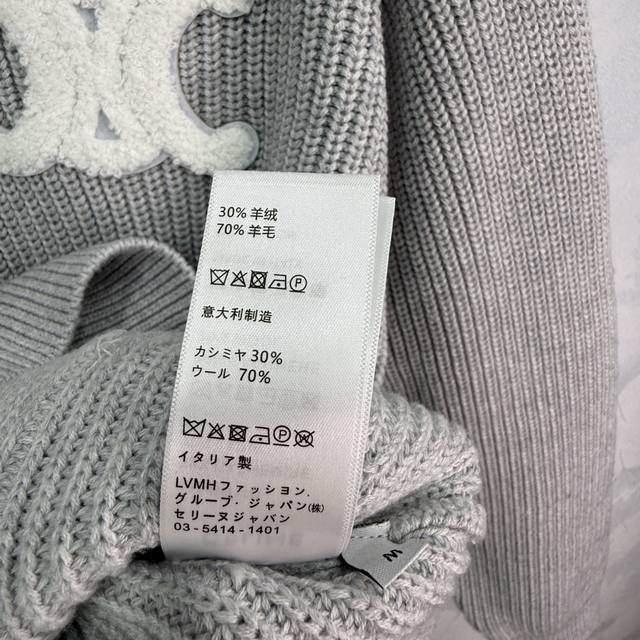 30% 羊绒
70% 羊毛
意大利制造
カシミヤ 30%
ウール 70%
イタリア製
LVMHファッション.
グループ・ジャパン(株)
セリーヌジャパン
03-5414-1401
M